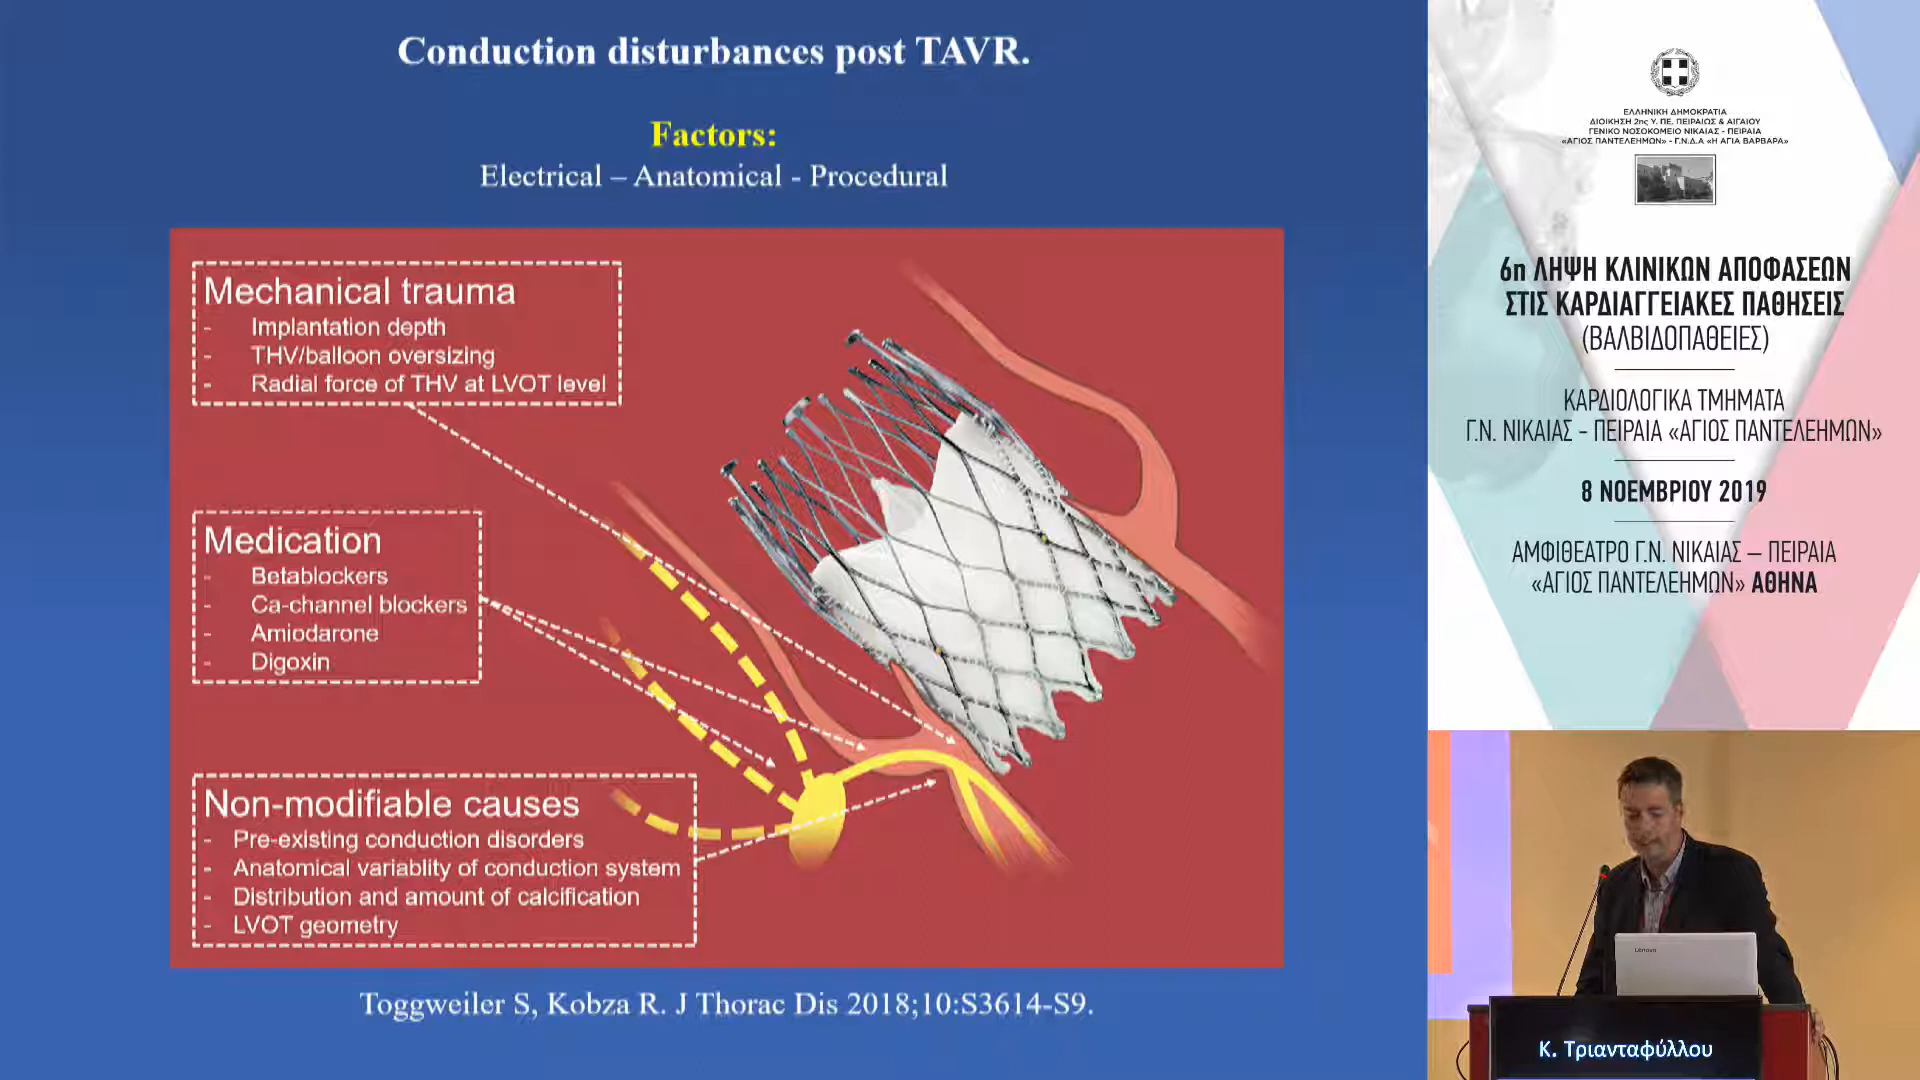 Conduction disturbances post TAVR.
Factors:
Electrical – Anatomical - Procedural
Mechanical trauma
- Implantation depth
- THV/balloon oversizing
- Radial force of THV at LVOT level
Medication
- Betablockers
- Ca-channel blockers
- Amiodarone
- Digoxin
Non-modifiable causes
- Pre-existing conduction disorders
- Anatomical variablity of conduction system
- Distribution and amount of calcification
- LVOT geometry
Toggweiler S, Kobza R. J Thorac Dis 2018;10:S3614-S9.
ΕΛΛΗΝΙΚΗ ΔΗΜΟΚΡΑΤΙΑ
ΔΙΟΙΚΗΣΗ 2ης Υ. ΠΕ. ΠΕΙΡΑΙΩΣ & ΑΙΓΑΙΟΥ
ΓΕΝΙΚΟ ΝΟΣΟΚΟΜΕΙΟ ΝΙΚΑΙΑΣ - ΠΕΙΡΑΙΑ
«ΑΓΙΟΣ ΠΑΝΤΕΛΕΗΜΩΝ» - Γ.Ν.Δ.Α «Η ΑΓΙΑ ΒΑΡΒΑΡΑ»
6η ΛΗΨΗ ΚΛΙΝΙΚΩΝ ΑΠΟΦΑΣΕΩΝ
ΣΤΙΣ ΚΑΡΔΙΑΓΓΕΙΑΚΕΣ ΠΑΘΗΣΕΙΣ
(ΒΑΛΒΙΔΟΠΑΘΕΙΕΣ)
ΚΑΡΔΙΟΛΟΓΙΚΑ ΤΜΗΜΑΤΑ
Γ.Ν. ΝΙΚΑΙΑΣ - ΠΕΙΡΑΙΑ «ΑΓΙΟΣ ΠΑΝΤΕΛΕΗΜΩΝ»
8 ΝΟΕΜΒΡΙΟΥ 2019
ΑΜΦΙΘΕΑΤΡΟ Γ.Ν. ΝΙΚΑΙΑΣ – ΠΕΙΡΑΙΑ
«ΑΓΙΟΣ ΠΑΝΤΕΛΕΗΜΩΝ» ΑΘΗΝΑ
Lenovo
Κ. Τριανταφύλλου